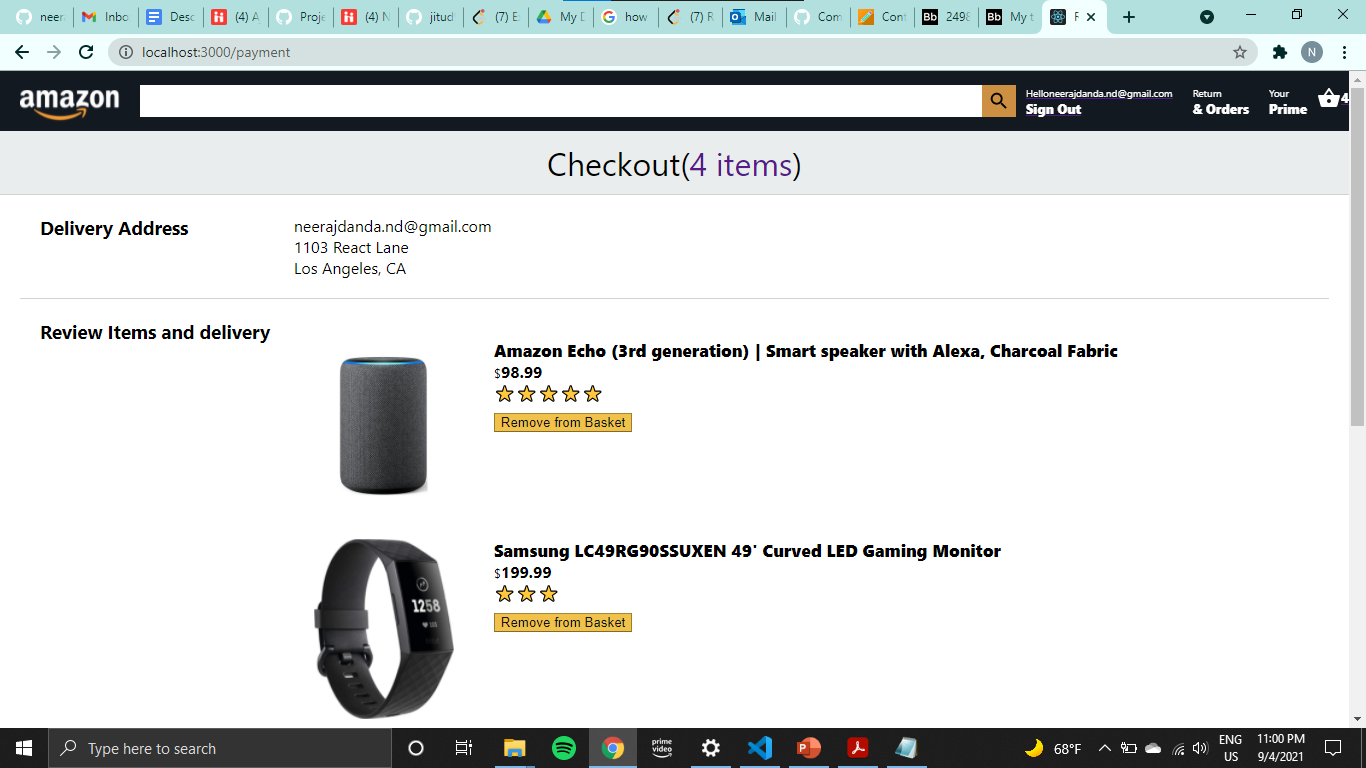 neer
Inbo
Desc
(4) A
Proje
(4) N
jitud
(7) E
My D
how
(7) R
Mail
Com
Cont
Bb 2498
Bb My t
localhost:3000/payment
N
amazon
Helloneerajdanda.nd@gmail.com
Sign Out
Return
& Orders
Your
Prime
4
Checkout(4 items)
Delivery Address
neerajdanda.nd@gmail.com
1103 React Lane
Los Angeles, CA
Review Items and delivery
Amazon Echo (3rd generation) | Smart speaker with Alexa, Charcoal Fabric
$98.99
Remove from Basket
1258
Samsung LC49RG90SSUXEN 49' Curved LED Gaming Monitor
$199.99
Remove from Basket
Type here to search
prime video
68°F
ENG
US
11:00 PM
9/4/2021